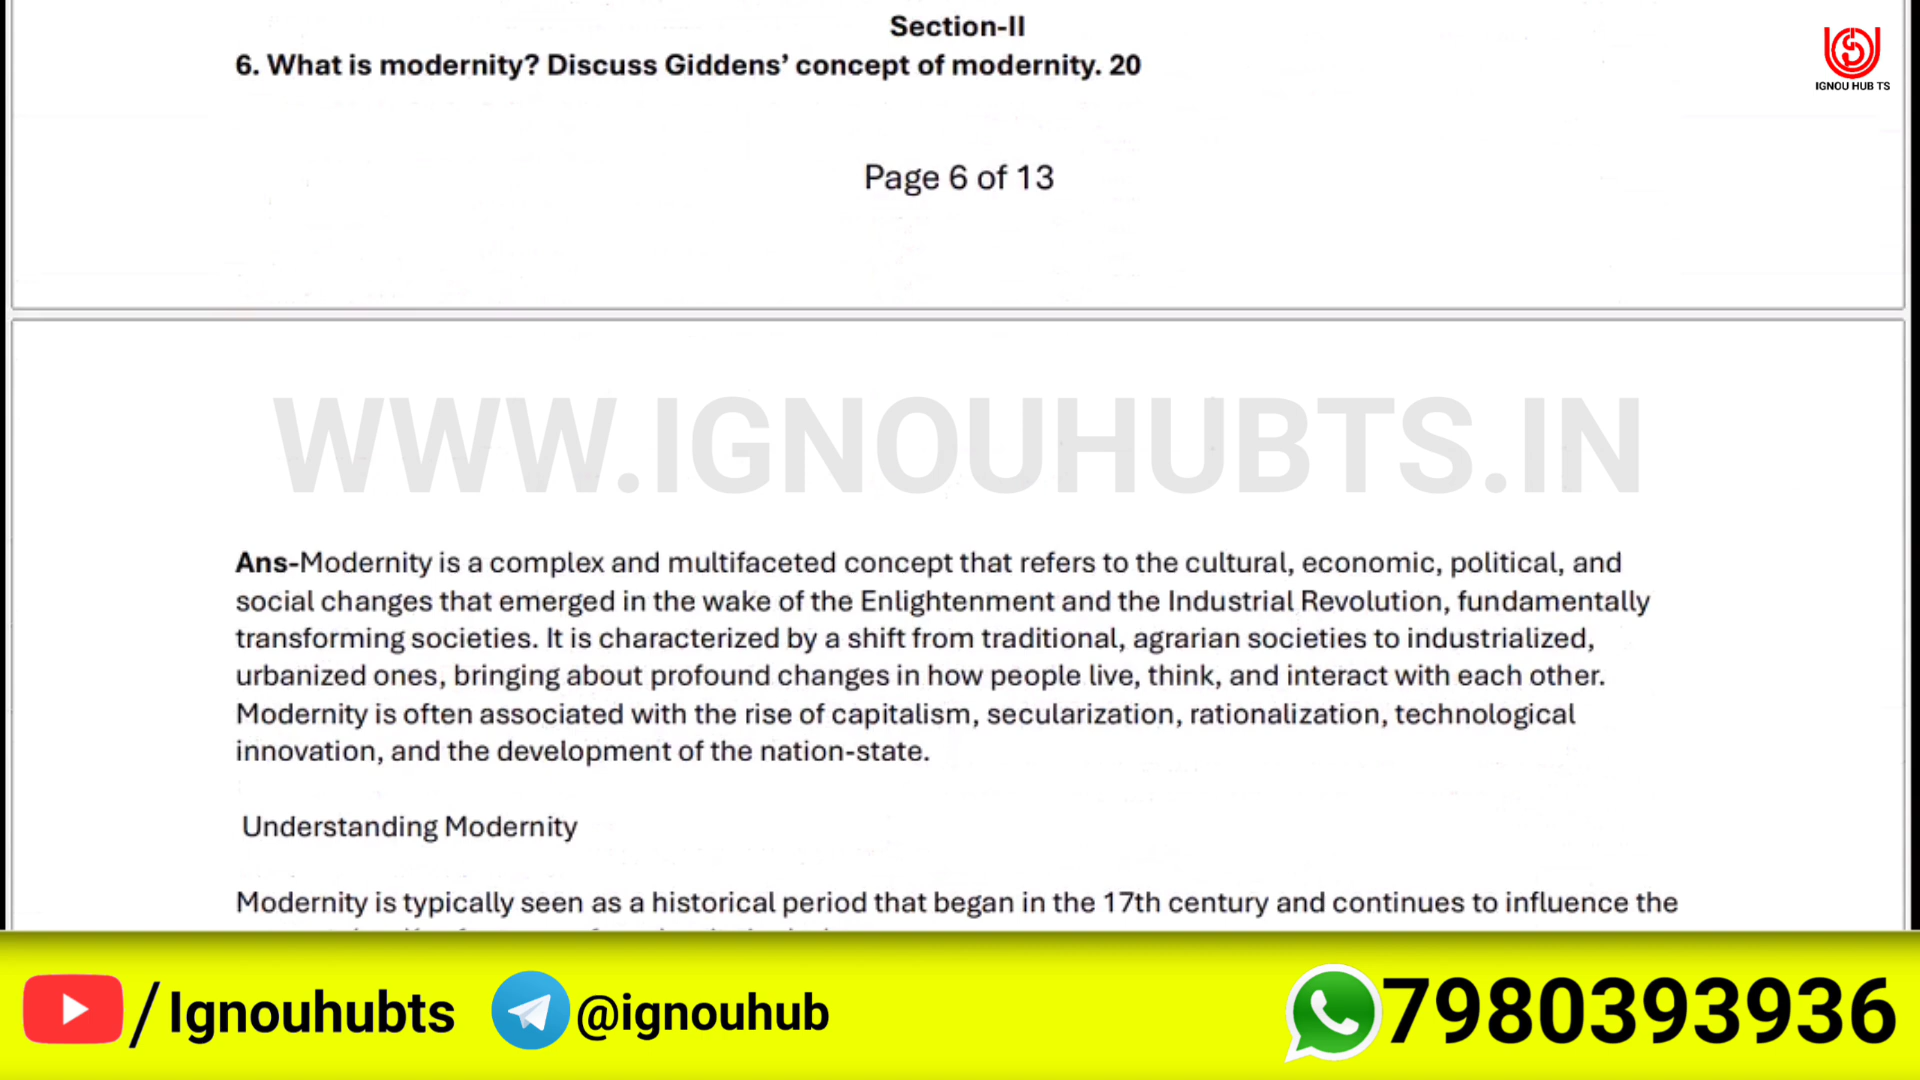 Section-II
IGNOU HUB TS
6. What is modernity? Discuss Giddens’ concept of modernity. 20
Page 6 of 13
WWW.IGNOUHUBTS.IN
Ans-Modernity is a complex and multifaceted concept that refers to the cultural, economic, political, and
social changes that emerged in the wake of the Enlightenment and the Industrial Revolution, fundamentally
transforming societies. It is characterized by a shift from traditional, agrarian societies to industrialized,
urbanized ones, bringing about profound changes in how people live, think, and interact with each other.
Modernity is often associated with the rise of capitalism, secularization, rationalization, technological
innovation, and the development of the nation-state.
Understanding Modernity
Modernity is typically seen as a historical period that began in the 17th century and continues to influence the
/Ignouhubts @ignouhub 7980393936